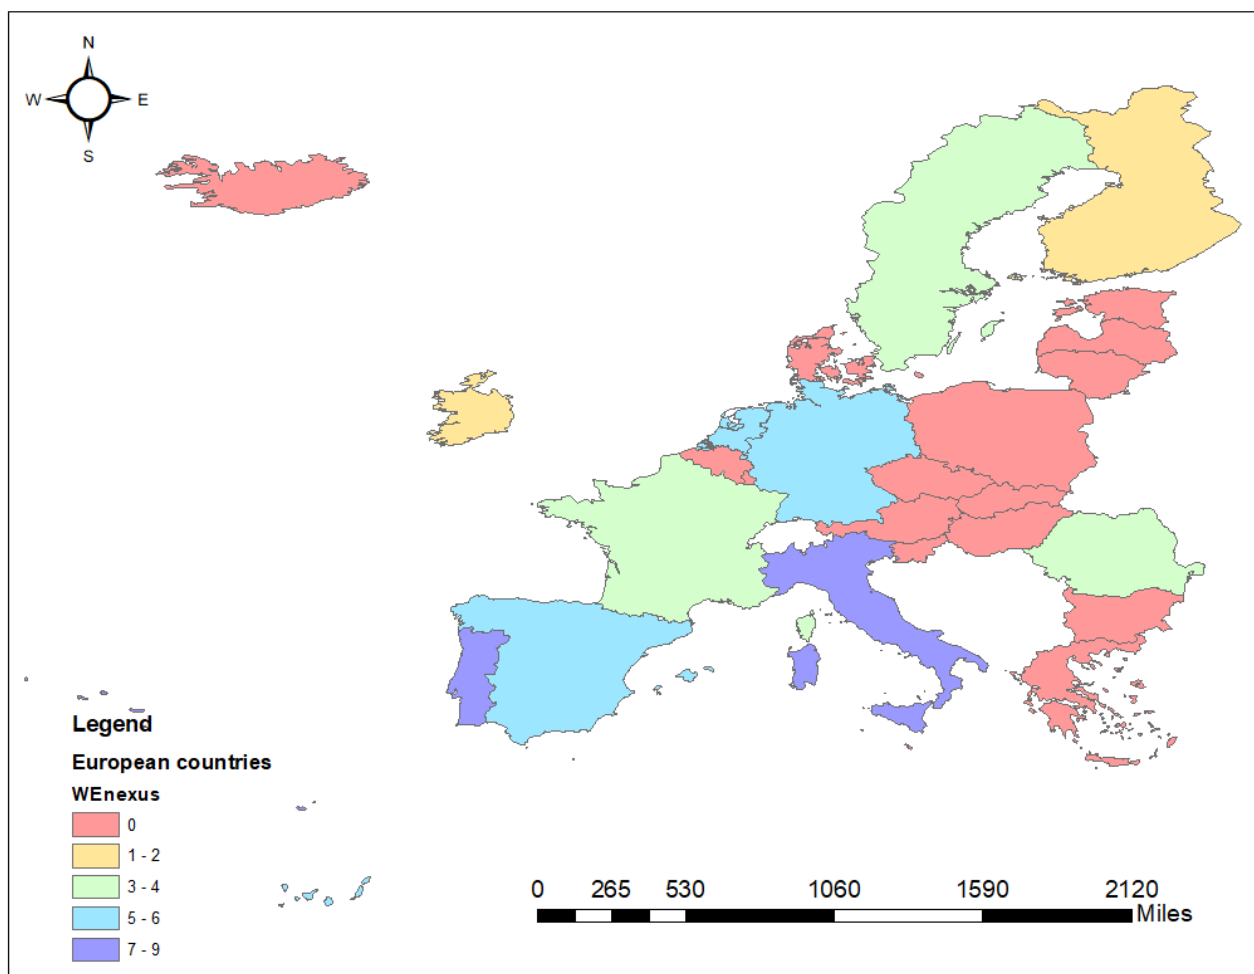 N
W E
S
Legend
European countries
WEnexus
0
1 - 2
3 - 4
5 - 6
7 - 9
0 265 530 1060 1590 2120
Miles